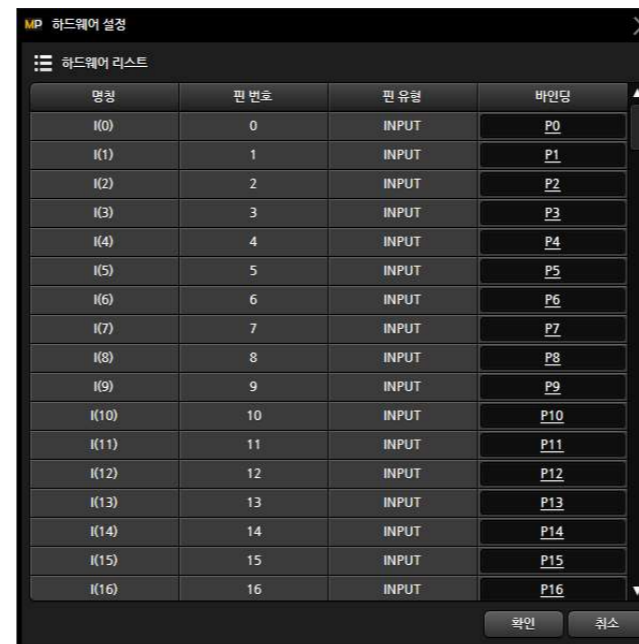 MP 하드웨어 설정
하드웨어 리스트
명칭 핀 번호 핀 유형 바인딩
I(0) 0 INPUT P0
I(1) 1 INPUT P1
I(2) 2 INPUT P2
I(3) 3 INPUT P3
I(4) 4 INPUT P4
I(5) 5 INPUT P5
I(6) 6 INPUT P6
I(7) 7 INPUT P7
I(8) 8 INPUT P8
I(9) 9 INPUT P9
I(10) 10 INPUT P10
I(11) 11 INPUT P11
I(12) 12 INPUT P12
I(13) 13 INPUT P13
I(14) 14 INPUT P14
I(15) 15 INPUT P15
I(16) 16 INPUT P16
확인 취소